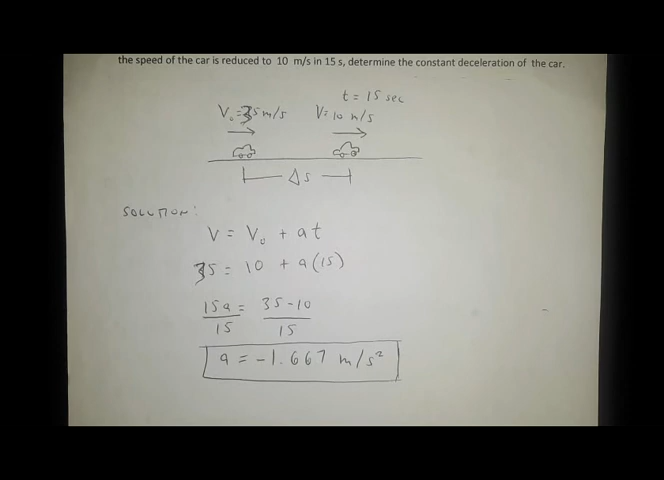 the speed of the car is reduced to 10 m/s in 15 s, determine the constant deceleration of the car.
t = 15 sec
V₀=35m/s V=10 m/s
Δs
SOLUTION:
V = V₀ + at
35 = 10 + a(15)
15a = 35-10
15 15
a = -1.667 m/s²